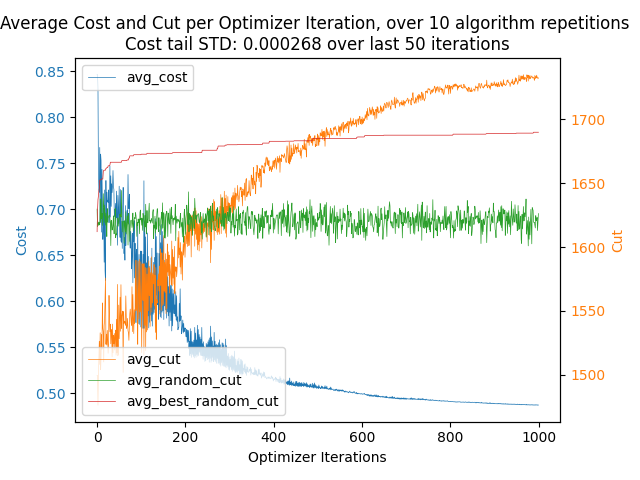 Average Cost and Cut per Optimizer Iteration, over 10 algorithm repetitions
Cost tail STD: 0.000268 over last 50 iterations
avg_cost
0.85
0.80
0.75
0.70
0.65
0.60
0.55
0.50
Cost
1700
1650
1600
1550
1500
Cut
avg_cut
avg_random_cut
avg_best_random_cut
0
200
400
600
800
1000
Optimizer Iterations